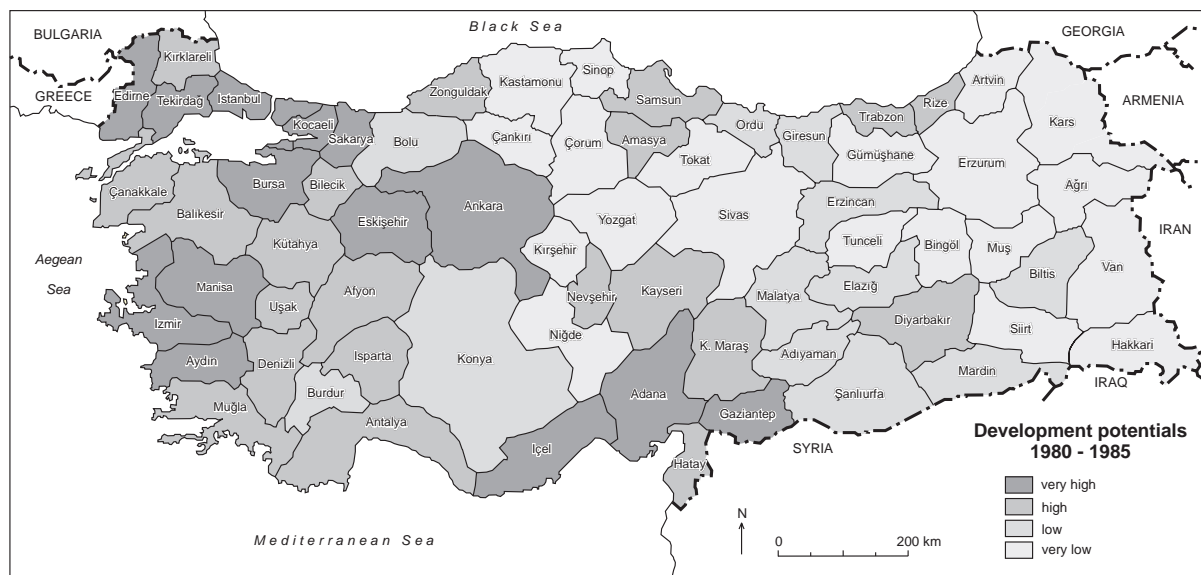 BULGARIA
Black Sea
GEORGIA
Kırklareli
Sinop
Kastamonu
Artvin
GREECE
Edirne
Tekirdağ
Istanbul
Zonguldak
Samsun
Rize
ARMENIA
Kocaeli
Sakarya
Bolu
Çankırı
Çorum
Amasya
Ordu
Giresun
Trabzon
Kars
Tokat
Gümüşhane
Erzurum
Çanakkale
Bursa
Bilecik
Ankara
Ağrı
Balıkesir
Eskişehir
Yozgat
Sivas
Erzincan
IRAN
Kütahya
Kırşehir
Tunceli
Bingöl
Muş
Aegean
Sea
Van
Manisa
Uşak
Afyon
Nevşehir
Kayseri
Malatya
Elazığ
Biltis
Izmir
Diyarbakır
Siirt
Niğde
Hakkari
Aydın
Denizli
Isparta
Konya
K. Maraş
Adıyaman
Mardin
Burdur
Adana
Şanlıurfa
IRAQ
Muğla
Antalya
Gaziantep
Içel
SYRIA
Hatay
Development potentials
1980 - 1985
very high
high
low
very low
N
0 200 km
Mediterranean Sea